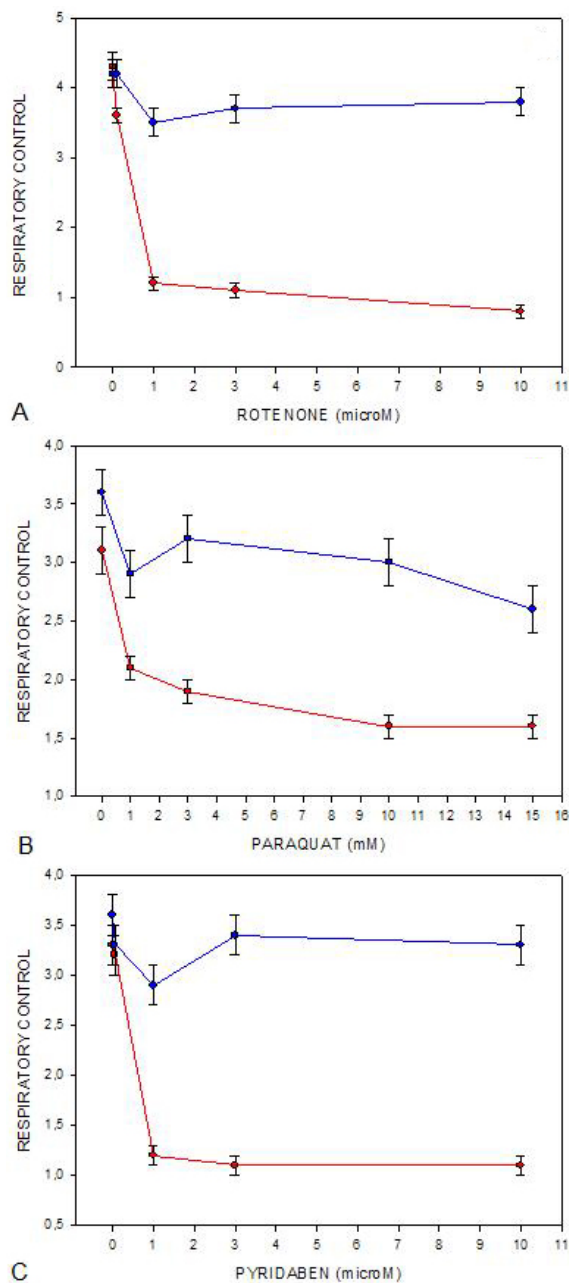 5
4
3
2
1
0
RESPIRATORY CONTROL
0 1 2 3 4 5 6 7 8 9 10 11
A
ROTENONE (microM)
4,0
3,5
3,0
2,5
2,0
1,5
1,0
RESPIRATORY CONTROL
0 1 2 3 4 5 6 7 8 9 10 11 12 13 14 15 16
B
PARAQUAT (mM)
4,0
3,5
3,0
2,5
2,0
1,5
1,0
0,5
RESPIRATORY CONTROL
0 1 2 3 4 5 6 7 8 9 10 11
C
PYRIDABEN (microM)